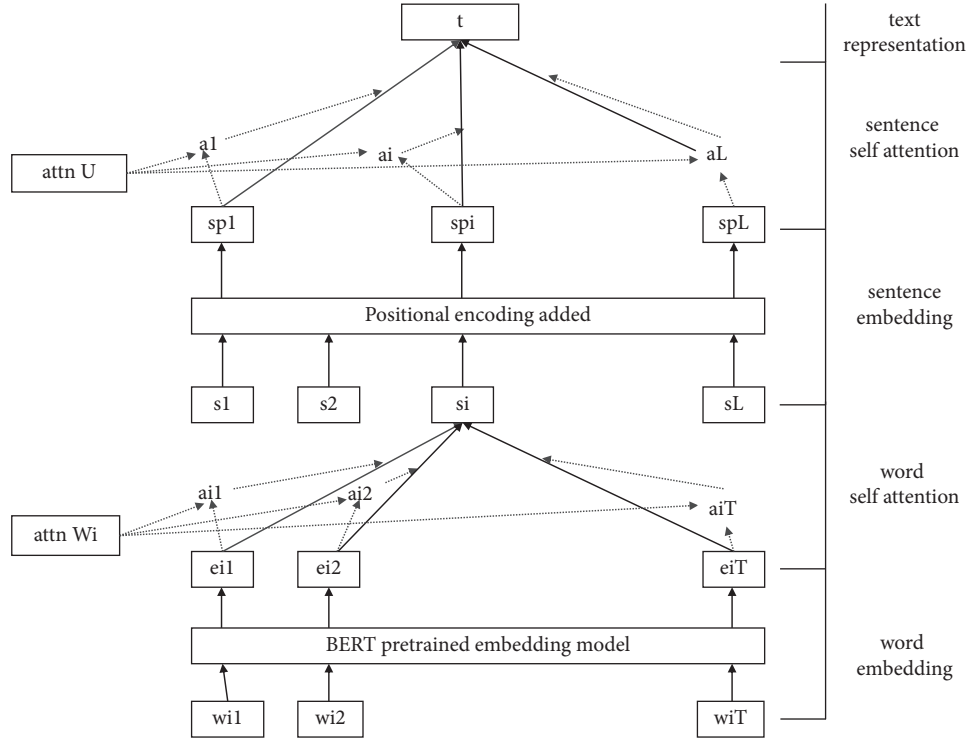 t
text
representation
a1
ai
aL
sentence
self attention
attn U
sp1
spi
spL
Positional encoding added
sentence
embedding
s1
s2
si
sL
ai1
ai2
aiT
word
self attention
attn Wi
ei1
ei2
eiT
BERT pretrained embedding model
word
embedding
wi1
wi2
wiT